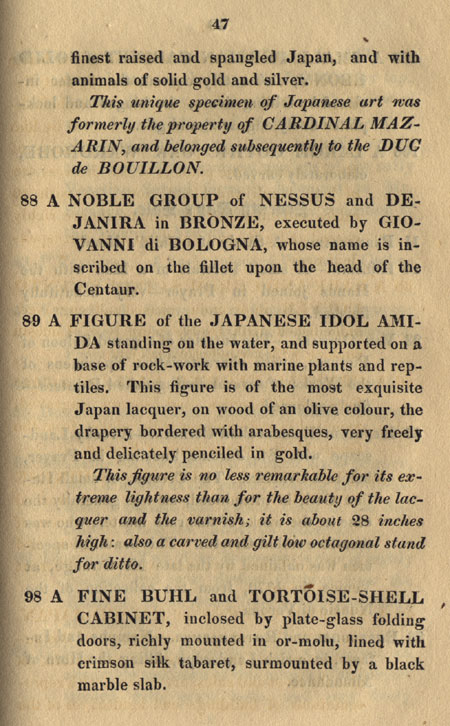 47
finest raised and spangled Japan, and with
animals of solid gold and silver.
This unique specimen of Japanese art was
formerly the property of CARDINAL MAZ-
ARIN, and belonged subsequently to the DUC
de BOUILLON.
88 A NOBLE GROUP of NESSUS and DE-
JANIRA in BRONZE, executed by GIO-
VANNI di BOLOGNA, whose name is in-
scribed on the fillet upon the head of the
Centaur.
89 A FIGURE of the JAPANESE IDOL AMI-
DA standing on the water, and supported on a
base of rock-work with marine plants and rep-
tiles. This figure is of the most exquisite
Japan lacquer, on wood of an olive colour, the
drapery bordered with arabesques, very freely
and delicately penciled in gold.
This figure is no less remarkable for its ex-
treme lightness than for the beauty of the lac-
quer and the varnish; it is about 28 inches
high: also a carved and gilt low octagonal stand
for ditto.
98 A FINE BUHL and TORTOISE-SHELL
CABINET, inclosed by plate-glass folding
doors, richly mounted in or-molu, lined with
crimson silk tabaret, surmounted by a black
marble slab.